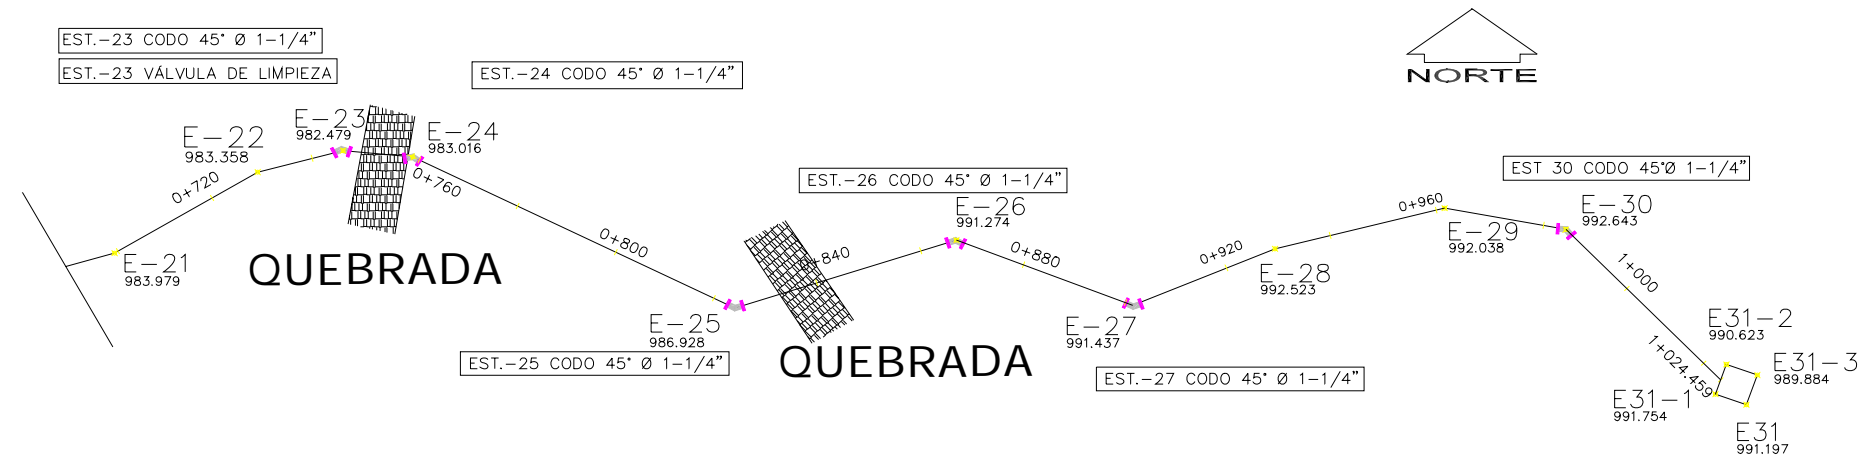 EST.-23 CODO 45° Ø 1-1/4"
EST.-23 VÁLVULA DE LIMPIEZA
EST.-24 CODO 45° Ø 1-1/4"
NORTE
E-21
983.979
0+720
E-22
983.358
E-23
982.479
E-24
983.016
0+760
QUEBRADA
0+800
E-25
986.928
EST.-25 CODO 45° Ø 1-1/4"
0+840
QUEBRADA
EST.-26 CODO 45° Ø 1-1/4"
E-26
991.274
0+880
E-27
991.437
EST.-27 CODO 45° Ø 1-1/4"
0+920
E-28
992.523
0+960
E-29
992.038
EST 30 CODO 45°Ø 1-1/4"
E-30
992.643
1+000
1+024.459
E31-2
990.623
E31-3
989.884
E31-1
991.754
E31
991.197